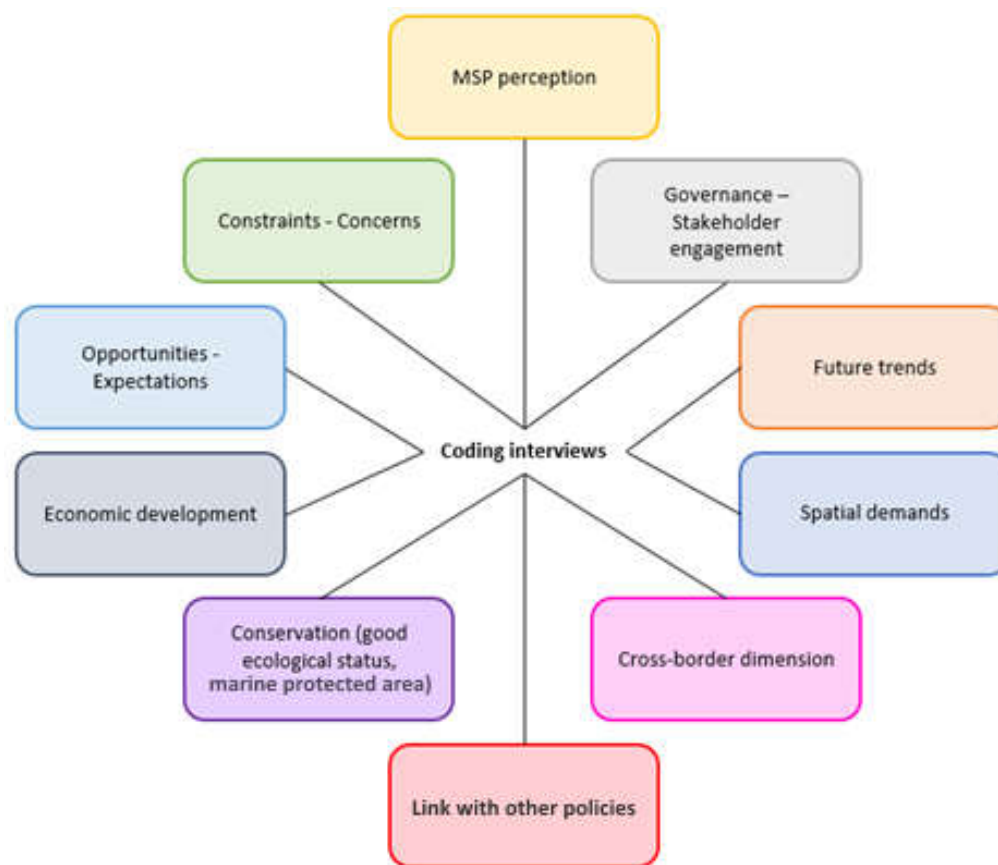 MSP perception
Constraints - Concerns
Governance –
Stakeholder
engagement
Opportunities -
Expectations
Future trends
Coding interviews
Economic development
Spatial demands
Conservation (good
ecological status,
marine protected area)
Cross-border dimension
Link with other policies